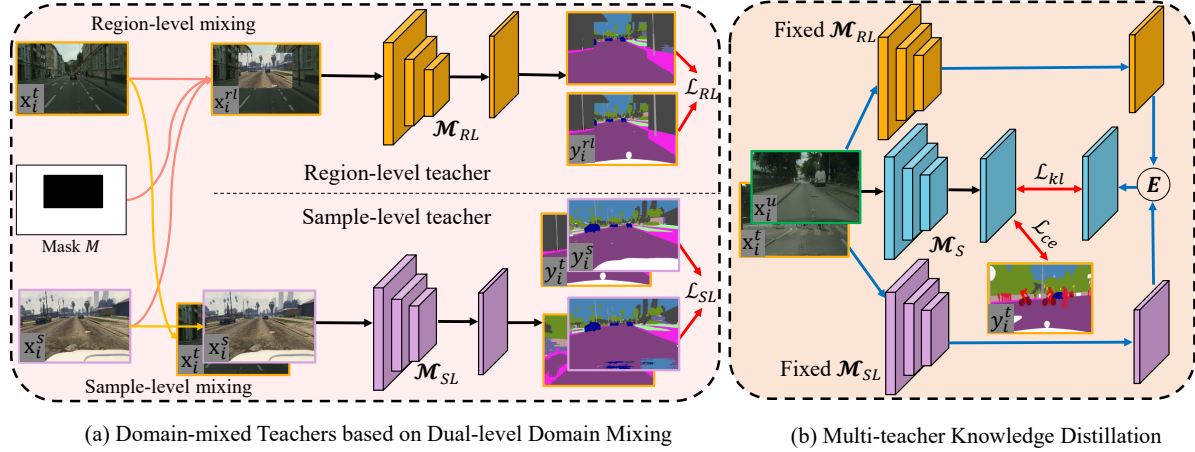 Region-level mixing
x_i^t
x_i^{rl}
𝓜_{RL}
𝓛_{RL}
y_i^{rl}
Region-level teacher
Mask M
Sample-level teacher
y_i^t
y_i^s
𝓛_{SL}
x_i^s
x_i^t
x_i^s
𝓜_{SL}
Sample-level mixing
(a) Domain-mixed Teachers based on Dual-level Domain Mixing
Fixed 𝓜_{RL}
x_i^u
x_i^t
𝓜_S
𝓛_{kl}
E
𝓛_{ce}
y_i^t
Fixed 𝓜_{SL}
(b) Multi-teacher Knowledge Distillation